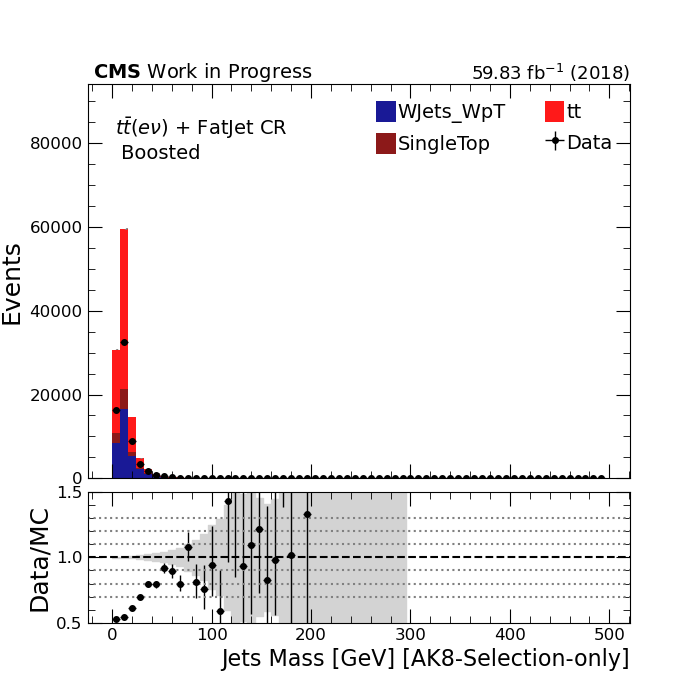 CMS Work in Progress 59.83 fb⁻¹ (2018)
tt̄(eν) + FatJet CR
Boosted
WJets_WpT tt
SingleTop Data
Events
80000
60000
40000
20000
0
Data/MC
1.5
1.0
0.5
0 100 200 300 400 500
Jets Mass [GeV] [AK8-Selection-only]